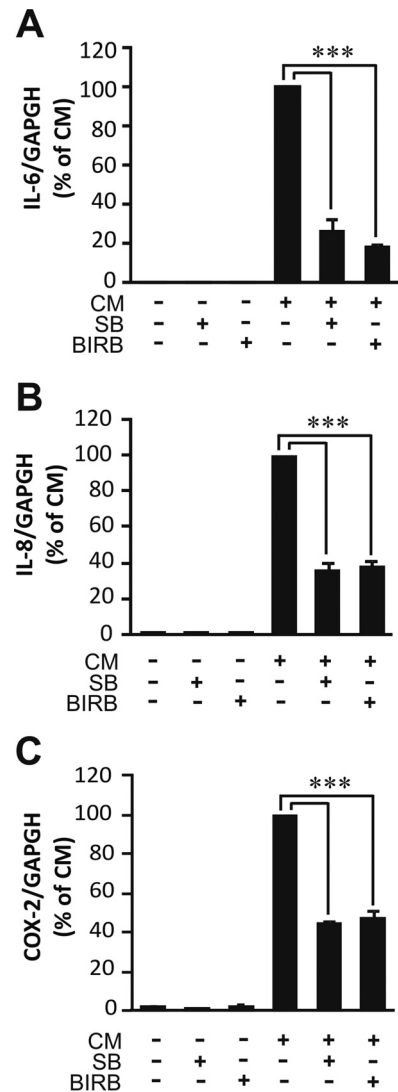 A
IL-6/GAPGH
(% of CM)
120
100
80
60
40
20
0
***
CM - - - + + +
SB - + - - + -
BIRB - - + - - +
B
IL-8/GAPGH
(% of CM)
120
100
80
60
40
20
0
***
CM - - - + + +
SB - + - - + -
BIRB - - + - - +
C
COX-2/GAPGH
(% of CM)
120
100
80
60
40
20
0
***
CM - - - + + +
SB - + - - + -
BIRB - - + - - +